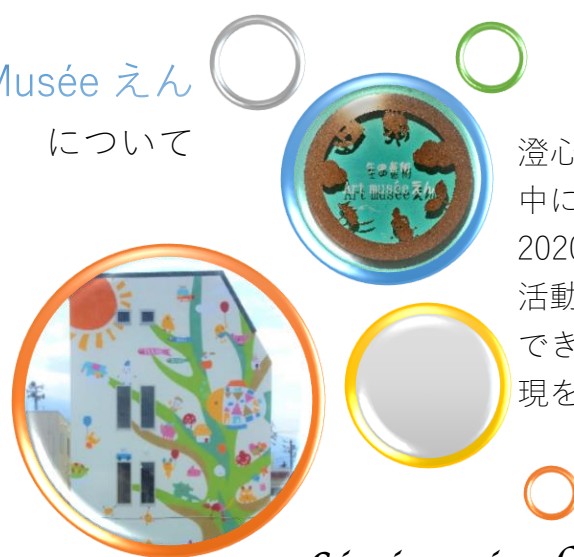 Musée えん
について
生の芸術
Art musée えん
澄心
中に
2020
活動
でき
現を